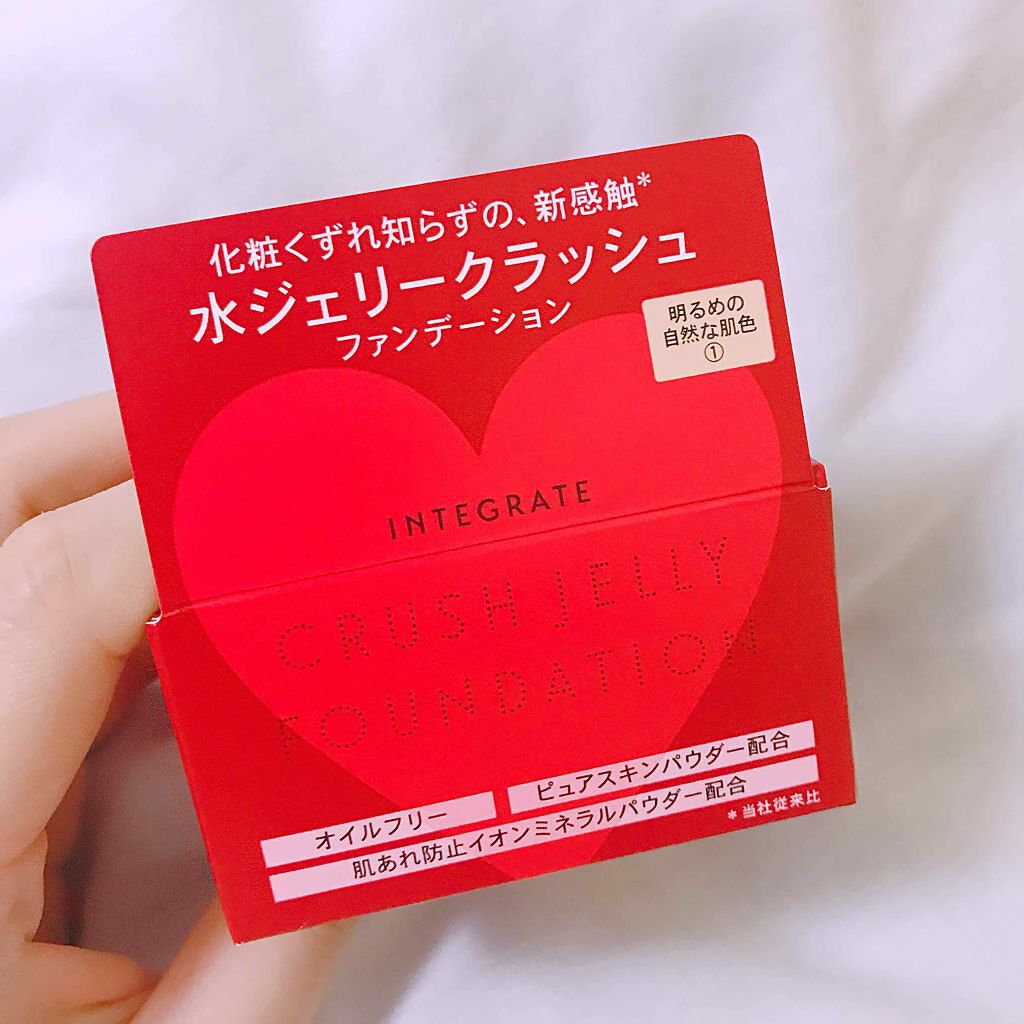 化粧くずれ知らずの、新感触*
水ジェリークラッシュ
ファンデーション
明るめの
自然な肌色
①
INTEGRATE
CRUSH JELLY
FOUNDATION
オイルフリー
ピュアスキンパウダー配合
肌あれ防止イオンミネラルパウダー配合
*当社従来比